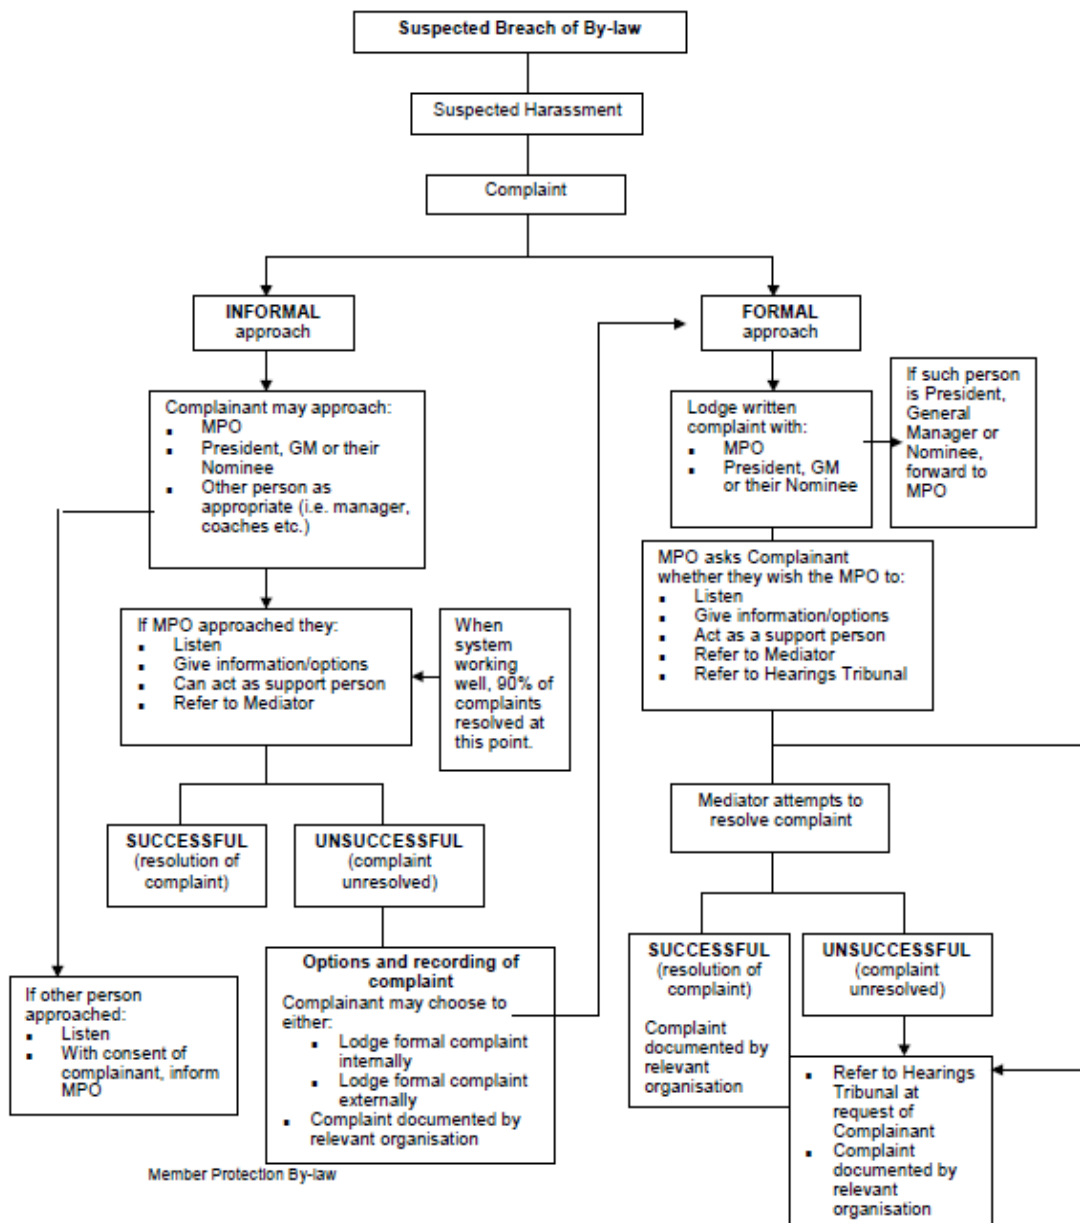 Suspected Breach of By-law
Suspected Harassment
Complaint
INFORMAL
approach
FORMAL
approach
Complainant may approach:
▪ MPO
▪ President, GM or their
Nominee
▪ Other person as
appropriate (i.e. manager,
coaches etc.)
Lodge written
complaint with:
▪ MPO
▪ President, GM
or their Nominee
If such person
is President,
General
Manager or
Nominee,
forward to
MPO
If MPO approached they:
▪ Listen
▪ Give information/options
▪ Can act as support person
▪ Refer to Mediator
When
system
working
well, 90% of
complaints
resolved at
this point.
MPO asks Complainant
whether they wish the MPO to:
▪ Listen
▪ Give information/options
▪ Act as a support person
▪ Refer to Mediator
▪ Refer to Hearings Tribunal
Mediator attempts to
resolve complaint
SUCCESSFUL
(resolution of
complaint)
UNSUCCESSFUL
(complaint
unresolved)
If other person
approached:
▪ Listen
▪ With consent of
complainant, inform
MPO
Options and recording of
complaint
Complainant may choose to
either:
▪ Lodge formal complaint
internally
▪ Lodge formal complaint
externally
▪ Complaint documented by
relevant organisation
SUCCESSFUL
(resolution of
complaint)
Complaint
documented by
relevant
organisation
UNSUCCESSFUL
(complaint
unresolved)
▪ Refer to Hearings
Tribunal at
request of
Complainant
▪ Complaint
documented by
relevant
organisation
Member Protection By-law